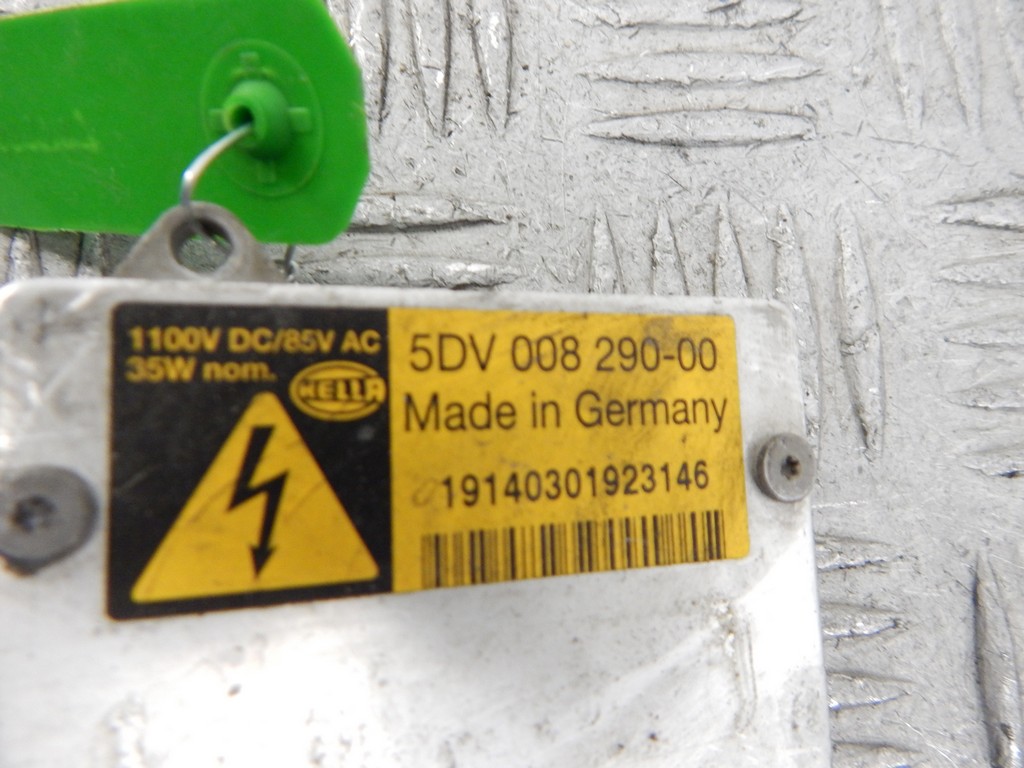 1100V DC/85V AC
35W nom.
HELLA
5DV 008 290-00
Made in Germany
19140301923146